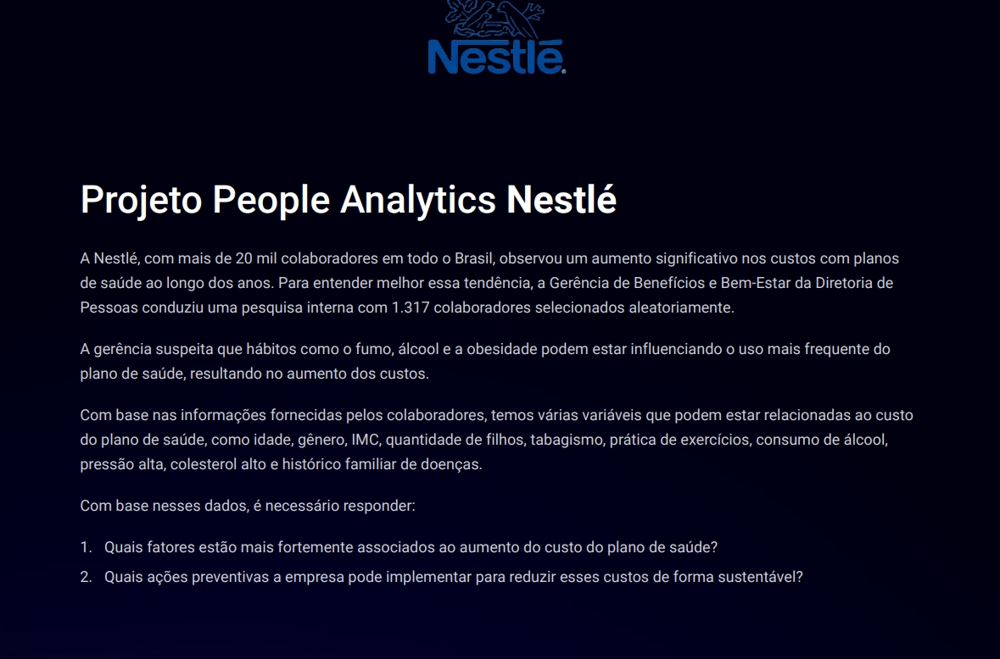 Nestlé
Projeto People Analytics Nestlé
A Nestlé, com mais de 20 mil colaboradores em todo o Brasil, observou um aumento significativo nos custos com planos
de saúde ao longo dos anos. Para entender melhor essa tendência, a Gerência de Benefícios e Bem-Estar da Diretoria de
Pessoas conduziu uma pesquisa interna com 1.317 colaboradores selecionados aleatoriamente.
A gerência suspeita que hábitos como o fumo, álcool e a obesidade podem estar influenciando o uso mais frequente do
plano de saúde, resultando no aumento dos custos.
Com base nas informações fornecidas pelos colaboradores, temos várias variáveis que podem estar relacionadas ao custo
do plano de saúde, como idade, gênero, IMC, quantidade de filhos, tabagismo, prática de exercícios, consumo de álcool,
pressão alta, colesterol alto e histórico familiar de doenças.
Com base nesses dados, é necessário responder:
1. Quais fatores estão mais fortemente associados ao aumento do custo do plano de saúde?
2. Quais ações preventivas a empresa pode implementar para reduzir esses custos de forma sustentável?